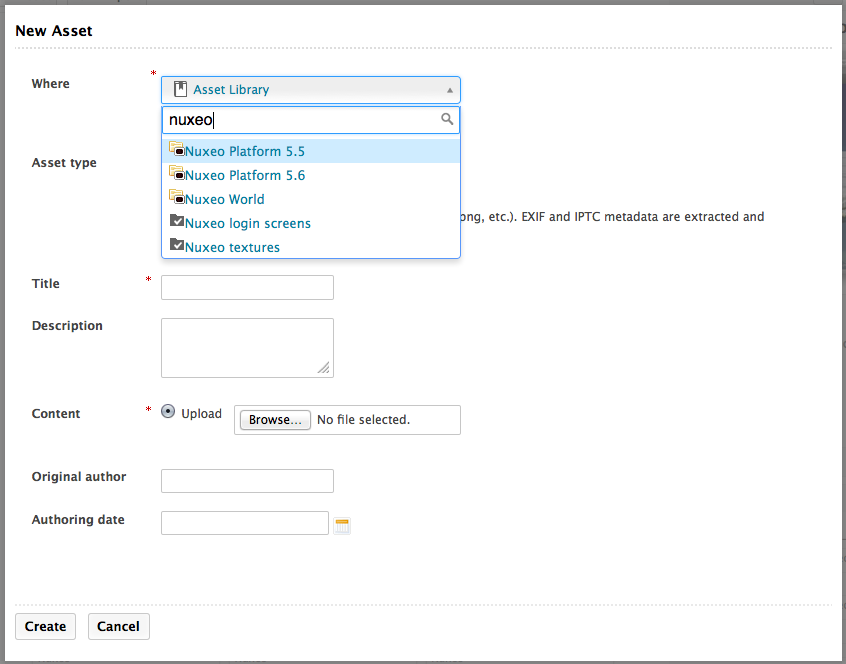 New Asset
Where * Asset Library
nuxeo
Nuxeo Platform 5.5
Asset type
Nuxeo Platform 5.6
Nuxeo World
png, etc.). EXIF and IPTC metadata are extracted and
Nuxeo login screens
Nuxeo textures
Title *
Description
Content * Upload Browse... No file selected.
Original author
Authoring date
Create Cancel